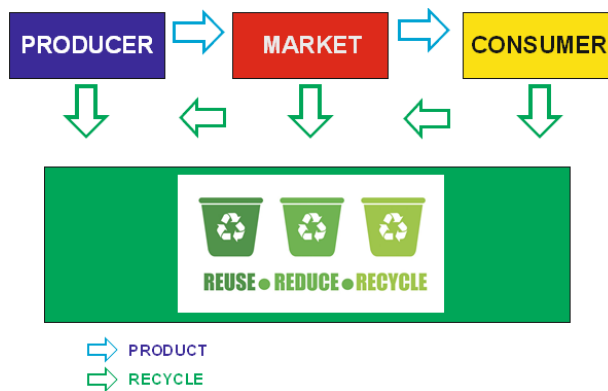 PRODUCER
MARKET
CONSUMER
REUSE ● REDUCE ● RECYCLE
PRODUCT
RECYCLE